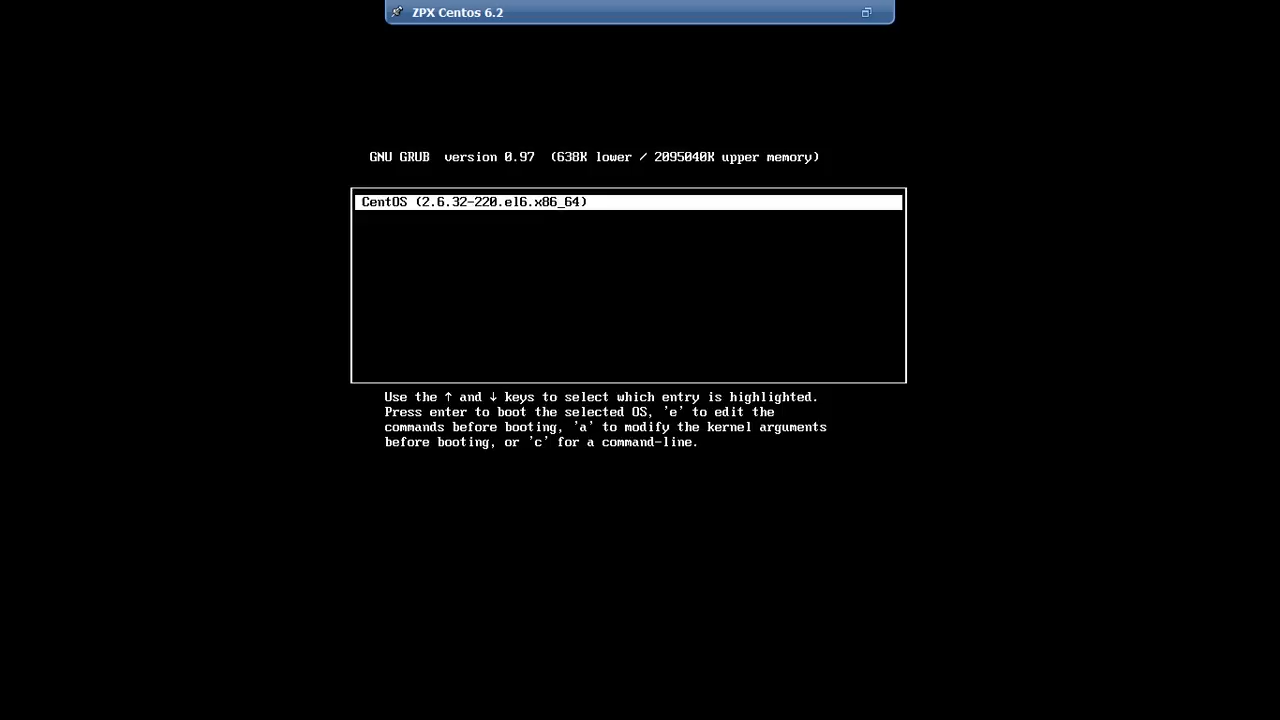 ZPX Centos 6.2
GNU GRUB  version 0.97  (638K lower / 2095040K upper memory)
CentOS (2.6.32-220.el6.x86_64)
Use the ↑ and ↓ keys to select which entry is highlighted.
Press enter to boot the selected OS, 'e' to edit the
commands before booting, 'a' to modify the kernel arguments
before booting, or 'c' for a command-line.